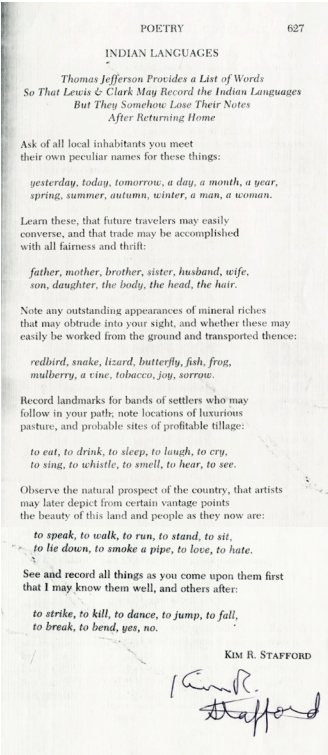 POETRY 627
INDIAN LANGUAGES
Thomas Jefferson Provides a List of Words
So That Lewis & Clark May Record the Indian Languages
But They Somehow Lose Their Notes
After Returning Home
Ask of all local inhabitants you meet
their own peculiar names for these things:
yesterday, today, tomorrow, a day, a month, a year,
spring, summer, autumn, winter, a man, a woman.
Learn these, that future travelers may easily
converse, and that trade may be accomplished
with all fairness and thrift:
father, mother, brother, sister, husband, wife,
son, daughter, the body, the head, the hair.
Note any outstanding appearances of mineral riches
that may obtrude into your sight, and whether these may
easily be worked from the ground and transported thence:
redbird, snake, lizard, butterfly, fish, frog,
mulberry, a vine, tobacco, joy, sorrow.
Record landmarks for bands of settlers who may
follow in your path; note locations of luxurious
pasture, and probable sites of profitable tillage:
to eat, to drink, to sleep, to laugh, to cry,
to sing, to whistle, to smell, to hear, to see.
Observe the natural prospect of the country, that artists
may later depict from certain vantage points
the beauty of this land and people as they now are:
to speak, to walk, to run, to stand, to sit,
to lie down, to smoke a pipe, to love, to hate.
See and record all things as you come upon them first
that I may know them well, and others after:
to strike, to kill, to dance, to jump, to fall,
to break, to bend, yes, no.
KIM R. STAFFORD
Kim R.
Stafford